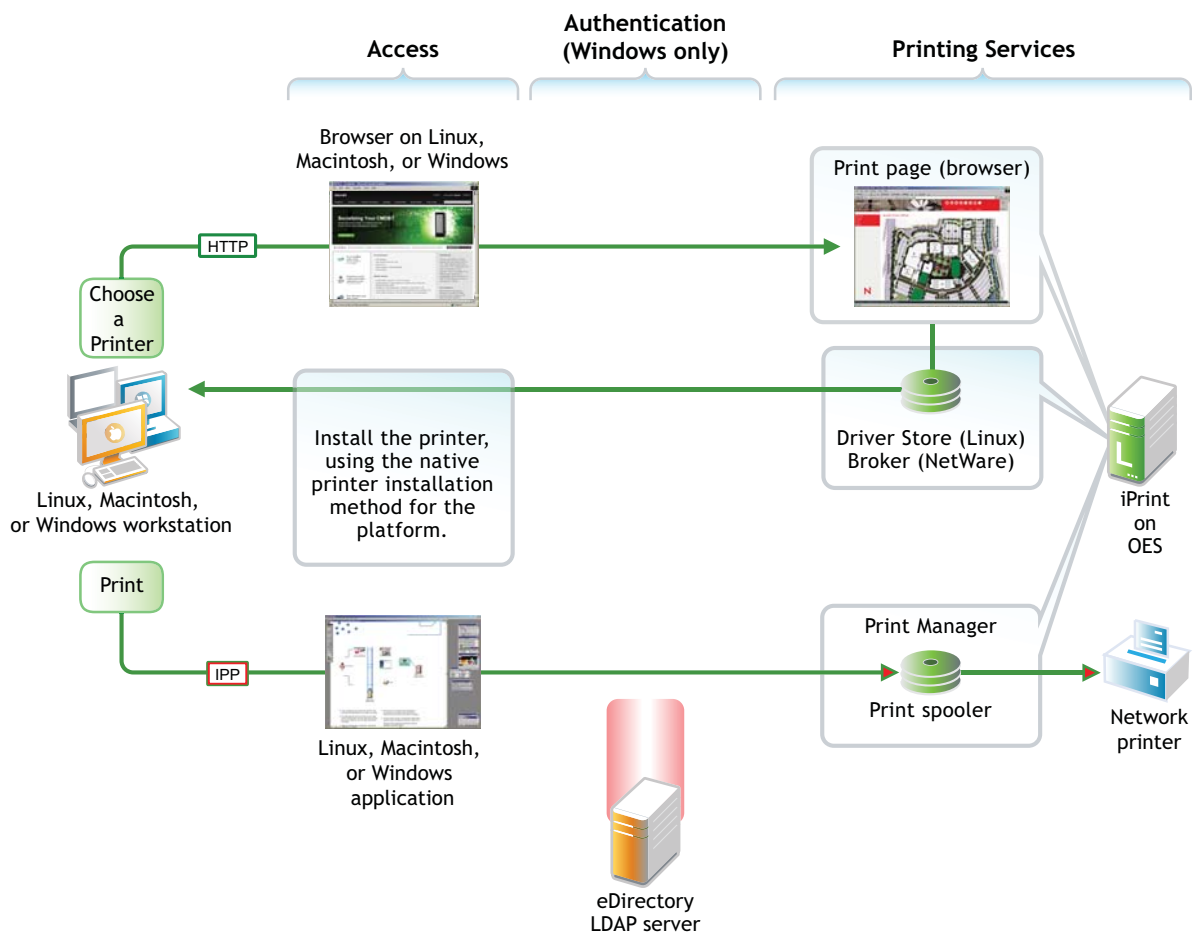 Access
Authentication
(Windows only)
Printing Services
Browser on Linux,
Macintosh, or Windows
Print page (browser)
HTTP
Choose
a
Printer
Install the printer,
using the native
printer installation
method for the
platform.
Driver Store (Linux)
Broker (NetWare)
L
iPrint
on
OES
Linux, Macintosh,
or Windows workstation
Print
IPP
Linux, Macintosh,
or Windows
application
Print Manager
Print spooler
Network
printer
eDirectory
LDAP server
N